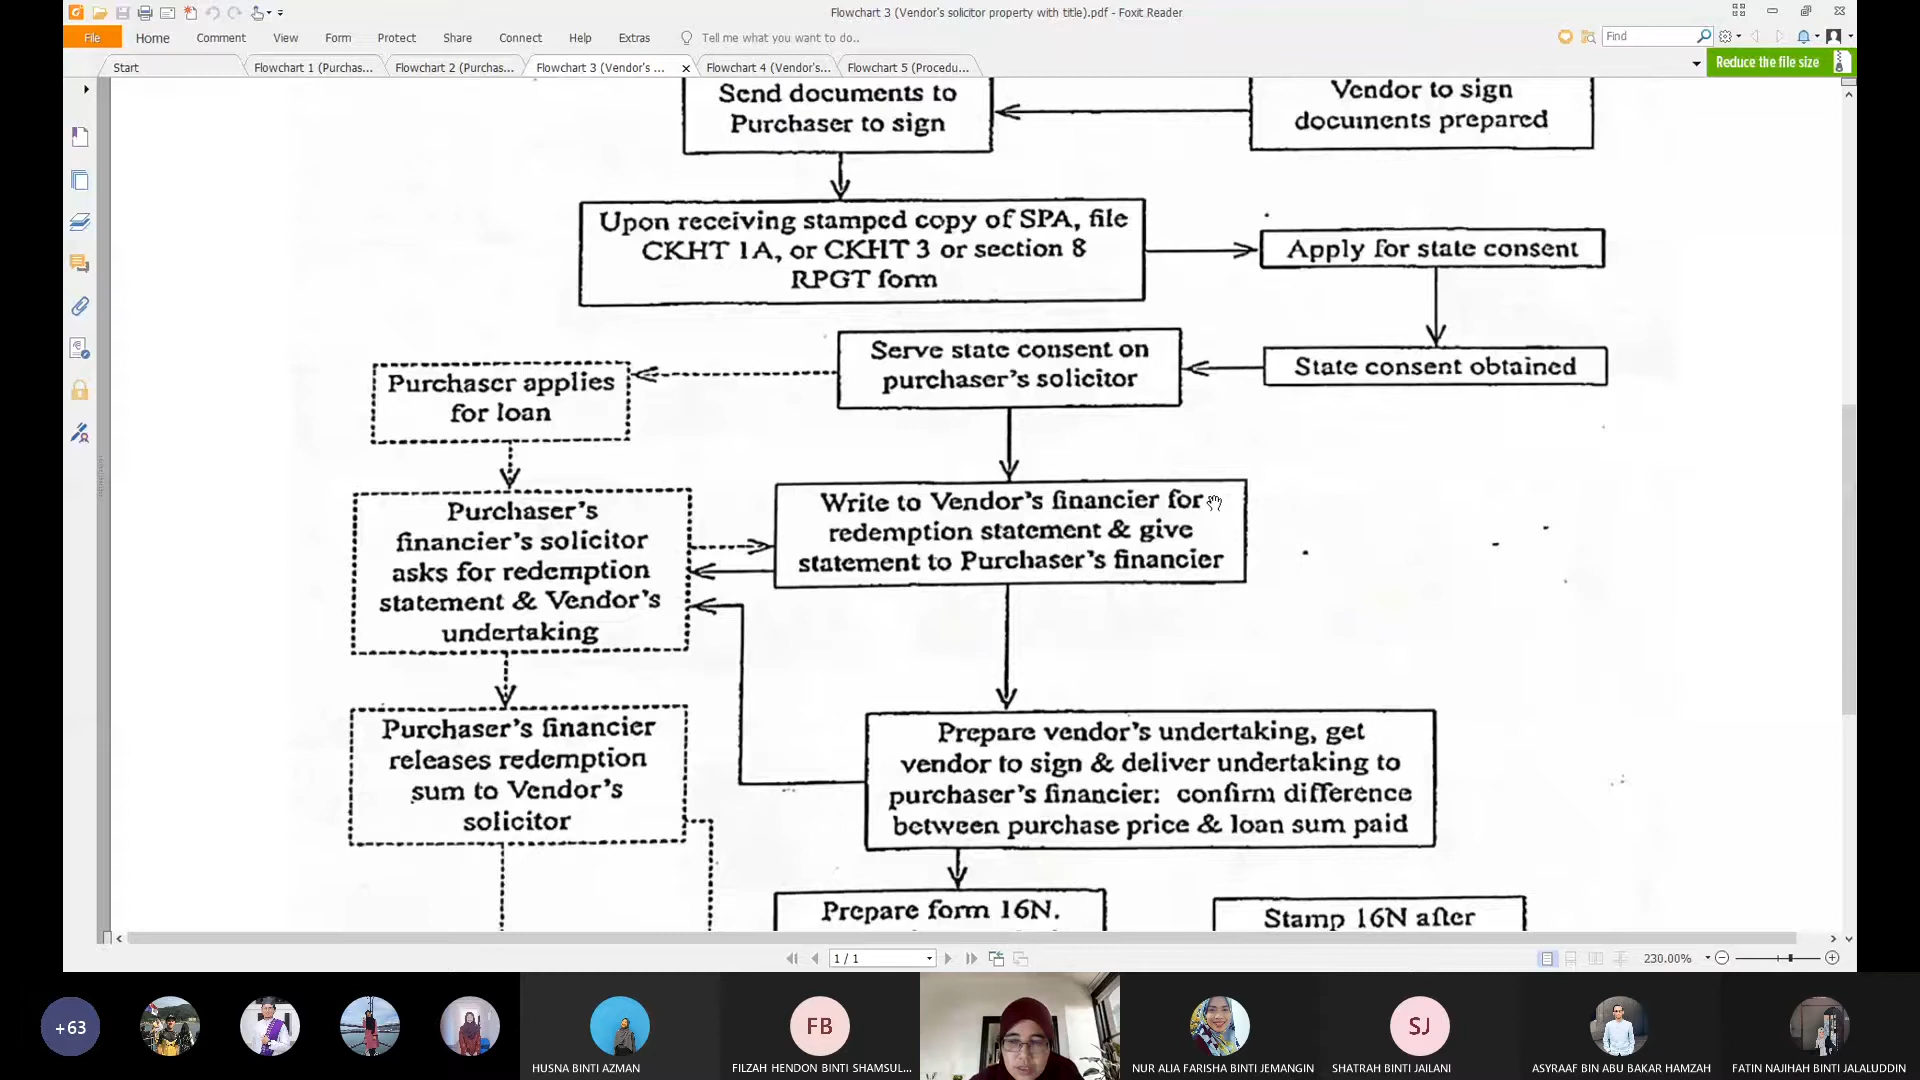 Flowchart 3 (Vendor's solicitor property with title).pdf - Foxit Reader
File
Home
Comment
View
Form
Protect
Share
Connect
Help
Extras
Tell me what you want to do..
Find
Start
Flowchart 1 (Purchas...
Flowchart 2 (Purchas...
Flowchart 3 (Vendor's ...
Flowchart 4 (Vendor's...
Flowchart 5 (Procedu...
Reduce the file size
Send documents to
Purchaser to sign
Vendor to sign
documents prepared
Upon receiving stamped copy of SPA, file
CKHT 1A, or CKHT 3 or section 8
RPGT form
Apply for state consent
Serve state consent on
purchaser's solicitor
State consent obtained
Purchaser applies
for loan
Write to Vendor's financier for
redemption statement & give
statement to Purchaser's financier
Purchaser's
financier's solicitor
asks for redemption
statement & Vendor's
undertaking
Purchaser's financier
releases redemption
sum to Vendor's
solicitor
Prepare vendor's undertaking, get
vendor to sign & deliver undertaking to
purchaser's financier: confirm difference
between purchase price & loan sum paid
Prepare form 16N.
Stamp 16N after
1 / 1
230.00%
+63
HUSNA BINTI AZMAN
FB
FILZAH HENDON BINTI SHAMSUL...
NUR ALIA FARISHA BINTI JEMANGIN
SJ
SHATRAH BINTI JAILANI
ASYRAAF BIN ABU BAKAR HAMZAH
FATIN NAJIHAH BINTI JALALUDDIN